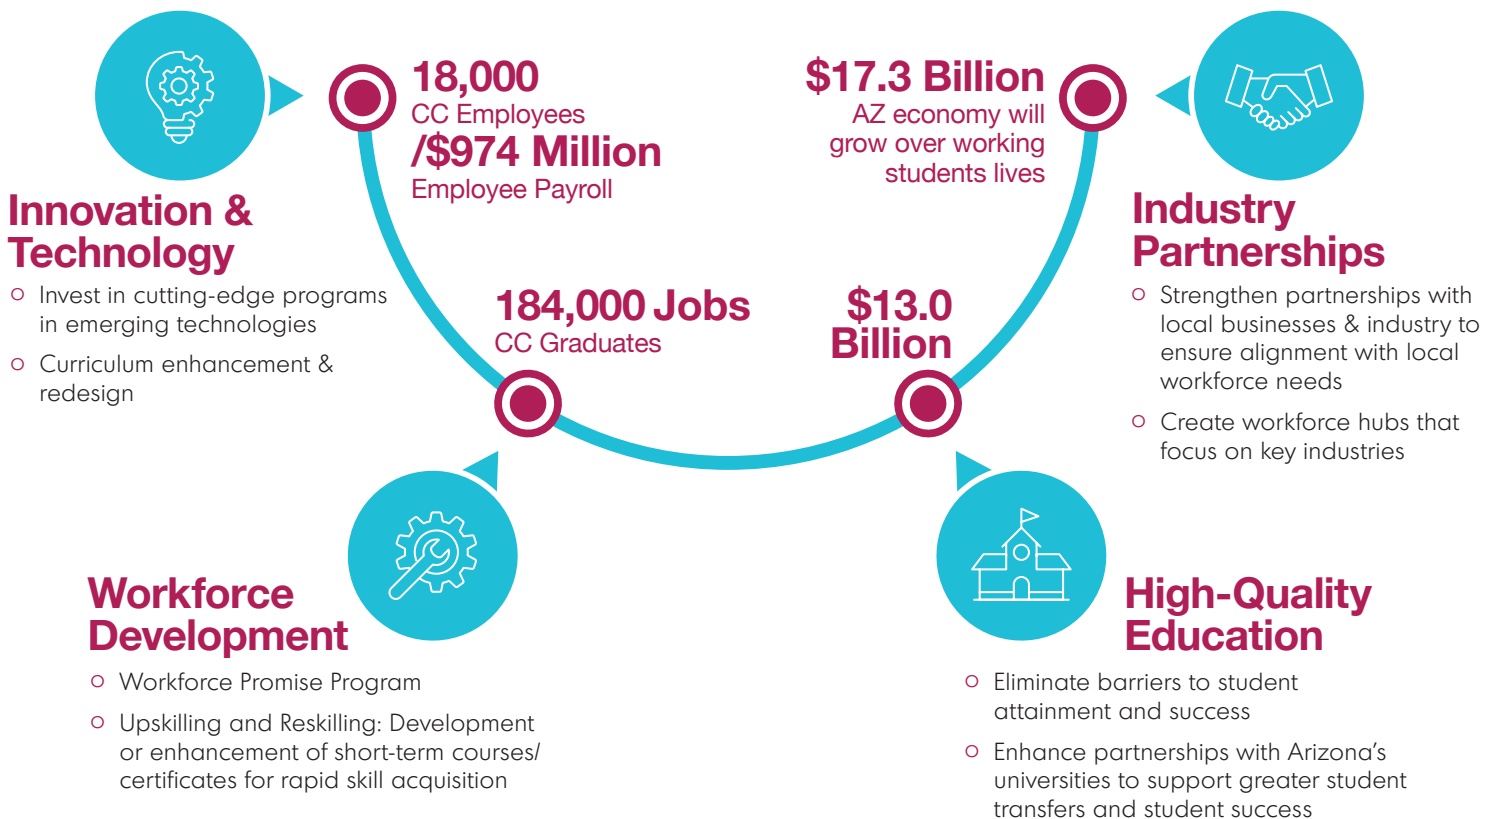 18,000
CC Employees
/$974 Million
Employee Payroll
$17.3 Billion
AZ economy will
grow over working
students lives
Innovation &
Technology
o Invest in cutting-edge programs
in emerging technologies
o Curriculum enhancement &
redesign
184,000 Jobs
CC Graduates
$13.0
Billion
Industry
Partnerships
o Strengthen partnerships with
local businesses & industry to
ensure alignment with local
workforce needs
o Create workforce hubs that
focus on key industries
Workforce
Development
o Workforce Promise Program
o Upskilling and Reskilling: Development
or enhancement of short-term courses/
certificates for rapid skill acquisition
High-Quality
Education
o Eliminate barriers to student
attainment and success
o Enhance partnerships with Arizona’s
universities to support greater student
transfers and student success